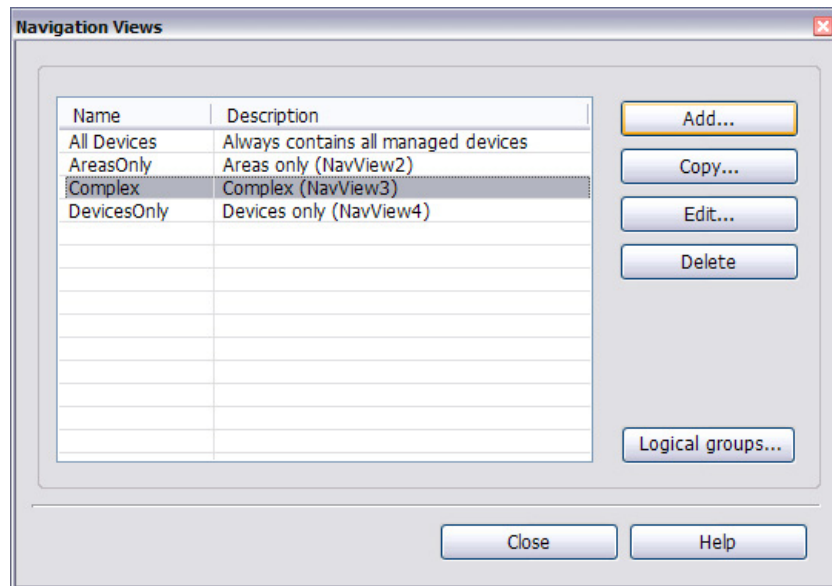 Navigation Views
Name Description
All Devices Always contains all managed devices
AreasOnly Areas only (NavView2)
Complex Complex (NavView3)
DevicesOnly Devices only (NavView4)
Add...
Copy...
Edit...
Delete
Logical groups...
Close Help